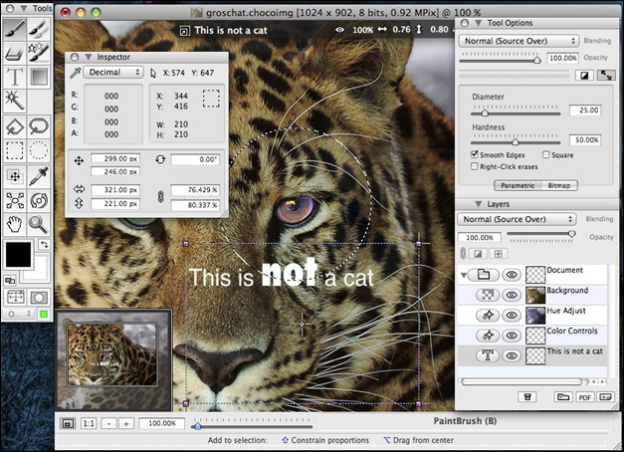 Tools
groschat.chocoimg [1024 x 902, 8 bits, 0.92 MPix] @ 100 %
This is not a cat
100%
0.76
0.80
Inspector
Decimal
X: 574 Y: 647
R: 000
G: 000
B: 000
A: 000
X: 344
Y: 416
W: 210
H: 210
299.00 px
246.00 px
0.00°
321.00 px
221.00 px
76.429 %
80.337 %
This is not a cat
Tool Options
Normal (Source Over) Blending
100.00% Opacity
Diameter
25.00
Hardness
50.00%
Smooth Edges Square
Right-Click erases
Parametric Bitmap
Layers
Normal (Source Over) Blending
100.00% Opacity
Document
Background
Hue Adjust
Color Controls
This is not a cat
PDF
O...
1:1
100.00%
PaintBrush (B)
Add to selection: ⇧ Constrain proportions ⌥ Drag from center